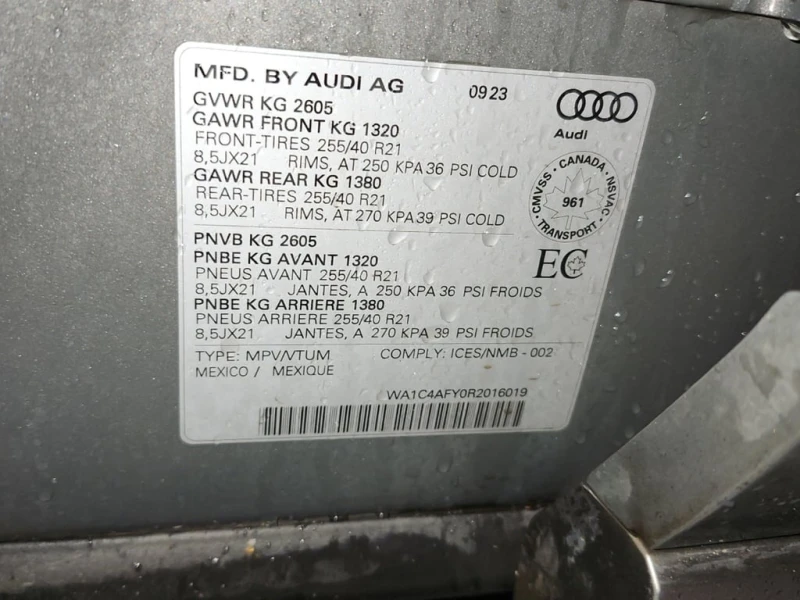 MFD. BY AUDI AG 09 23
GVWR KG 2605
GAWR FRONT KG 1320
FRONT-TIRES 255/40 R21
8,5JX21 RIMS, AT 250 KPA 36 PSI COLD
GAWR REAR KG 1380
REAR-TIRES 255/40 R21
8,5JX21 RIMS, AT 270 KPA 39 PSI COLD
Audi
CMVSS - CANADA - NSVAC - TRANSPORT -
961
PNVB KG 2605
PNBE KG AVANT 1320
PNEUS AVANT 255/40 R21
8,5JX21 JANTES, A 250 KPA 36 PSI FROIDS
PNBE KG ARRIERE 1380
PNEUS ARRIERE 255/40 R21
8,5JX21 JANTES, A 270 KPA 39 PSI FROIDS
EC
TYPE: MPV/VTUM COMPLY: ICES/NMB - 002
MEXICO / MEXIQUE
WA1C4AFY0R2016019